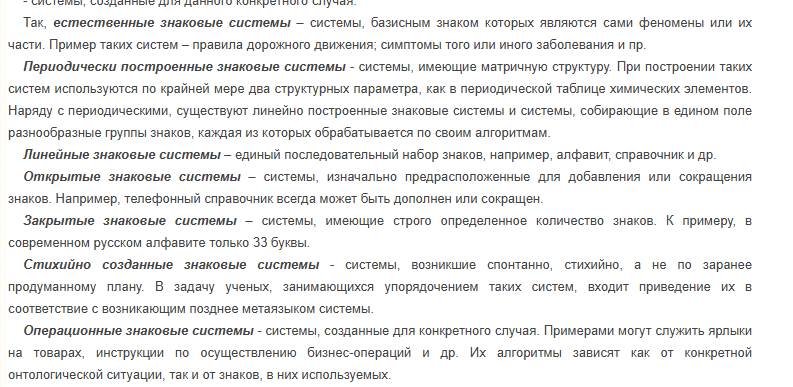 - системы, созданные для данного конкретного случая.
Так, естественные знаковые системы – системы, базисным знаком которых являются сами феномены или их
части. Пример таких систем – правила дорожного движения; симптомы того или иного заболевания и пр.
Периодически построенные знаковые системы - системы, имеющие матричную структуру. При построении таких
систем используются по крайней мере два структурных параметра, как в периодической таблице химических элементов.
Наряду с периодическими, существуют линейно построенные знаковые системы и системы, собирающие в едином поле
разнообразные группы знаков, каждая из которых обрабатывается по своим алгоритмам.
Линейные знаковые системы – единый последовательный набор знаков, например, алфавит, справочник и др.
Открытые знаковые системы – системы, изначально предрасположенные для добавления или сокращения
знаков. Например, телефонный справочник всегда может быть дополнен или сокращен.
Закрытые знаковые системы – системы, имеющие строго определенное количество знаков. К примеру, в
современном русском алфавите только 33 буквы.
Стихийно созданные знаковые системы - системы, возникшие спонтанно, стихийно, а не по заранее
продуманному плану. В задачу ученых, занимающихся упорядочением таких систем, входит приведение их в
соответствие с возникающим позднее метаязыком системы.
Операционные знаковые системы - системы, созданные для конкретного случая. Примерами могут служить ярлыки
на товарах, инструкции по осуществлению бизнес-операций и др. Их алгоритмы зависят как от конкретной
онтологической ситуации, так и от знаков, в них используемых.